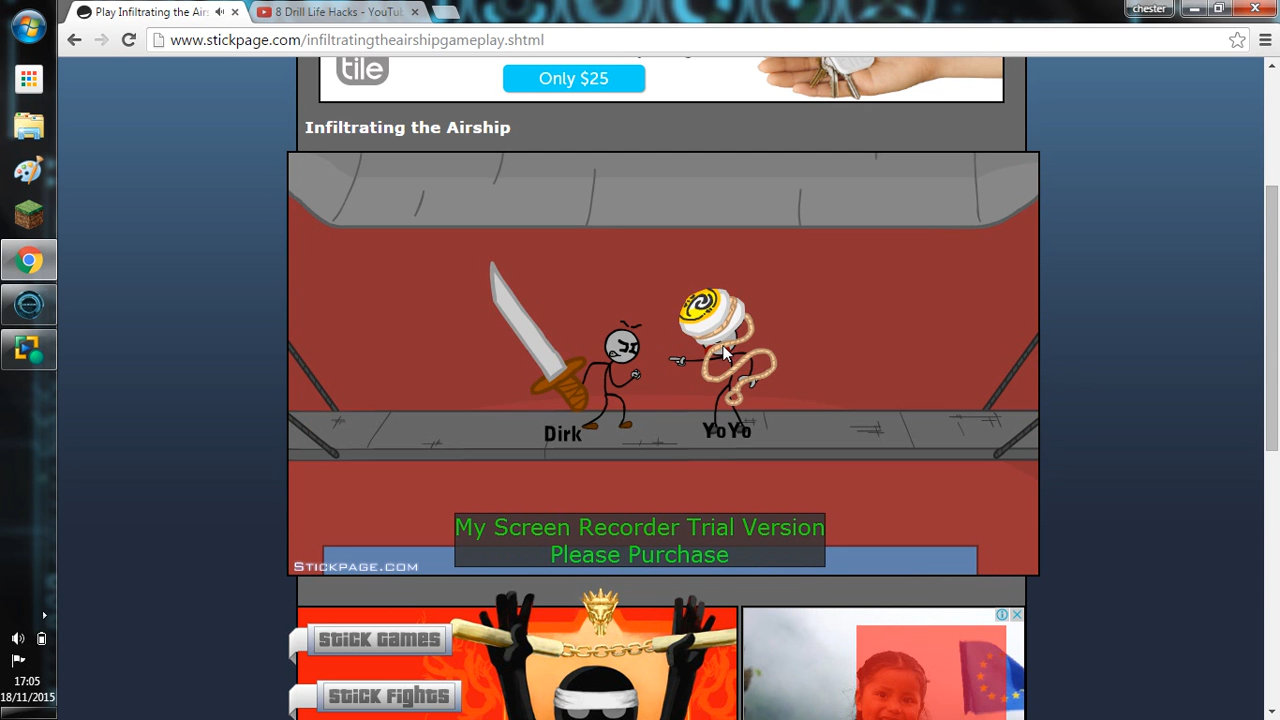 Play Infiltrating the Air
8 Drill Life Hacks - YouTu
chester
www.stickpage.com/infiltratingtheairshipgameplay.shtml
tile
Only $25
Infiltrating the Airship
Dirk
YoYo
My Screen Recorder Trial Version
Please Purchase
STICKPAGE.COM
STICK GAMES
STICK FIGHTS
17:05
18/11/2015